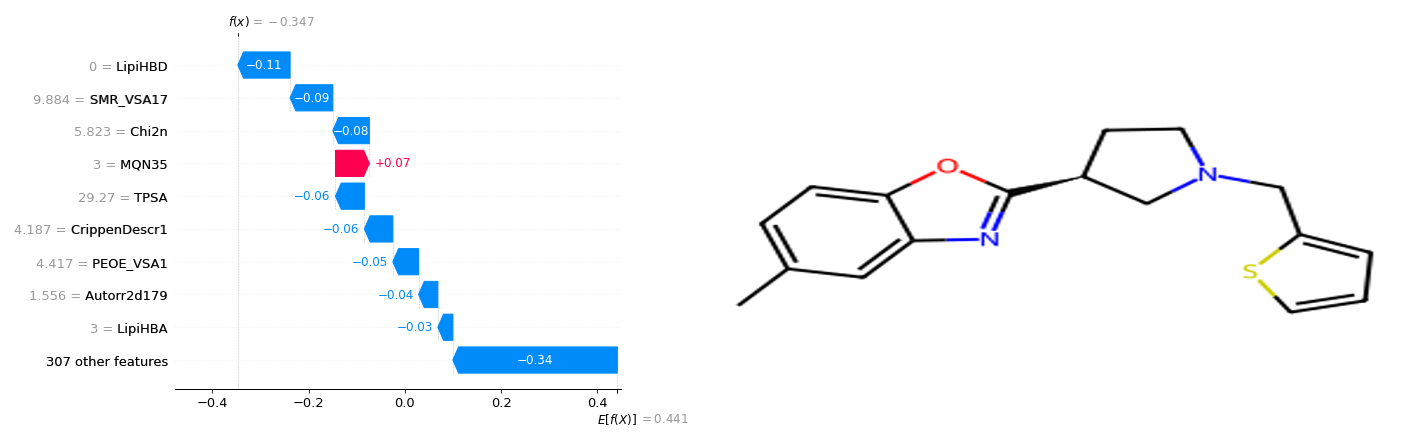 f(x) = −0.347
0 = LipiHBD
−0.11
9.884 = SMR_VSA17
−0.09
5.823 = Chi2n
−0.08
3 = MQN35
+0.07
29.27 = TPSA
−0.06
4.187 = CrippenDescr1
−0.06
4.417 = PEOE_VSA1
−0.05
1.556 = Autorr2d179
−0.04
3 = LipiHBA
−0.03
307 other features
−0.34
−0.4 −0.2 0.0 0.2 0.4
E[f(X)] = 0.441
O
N
N
S